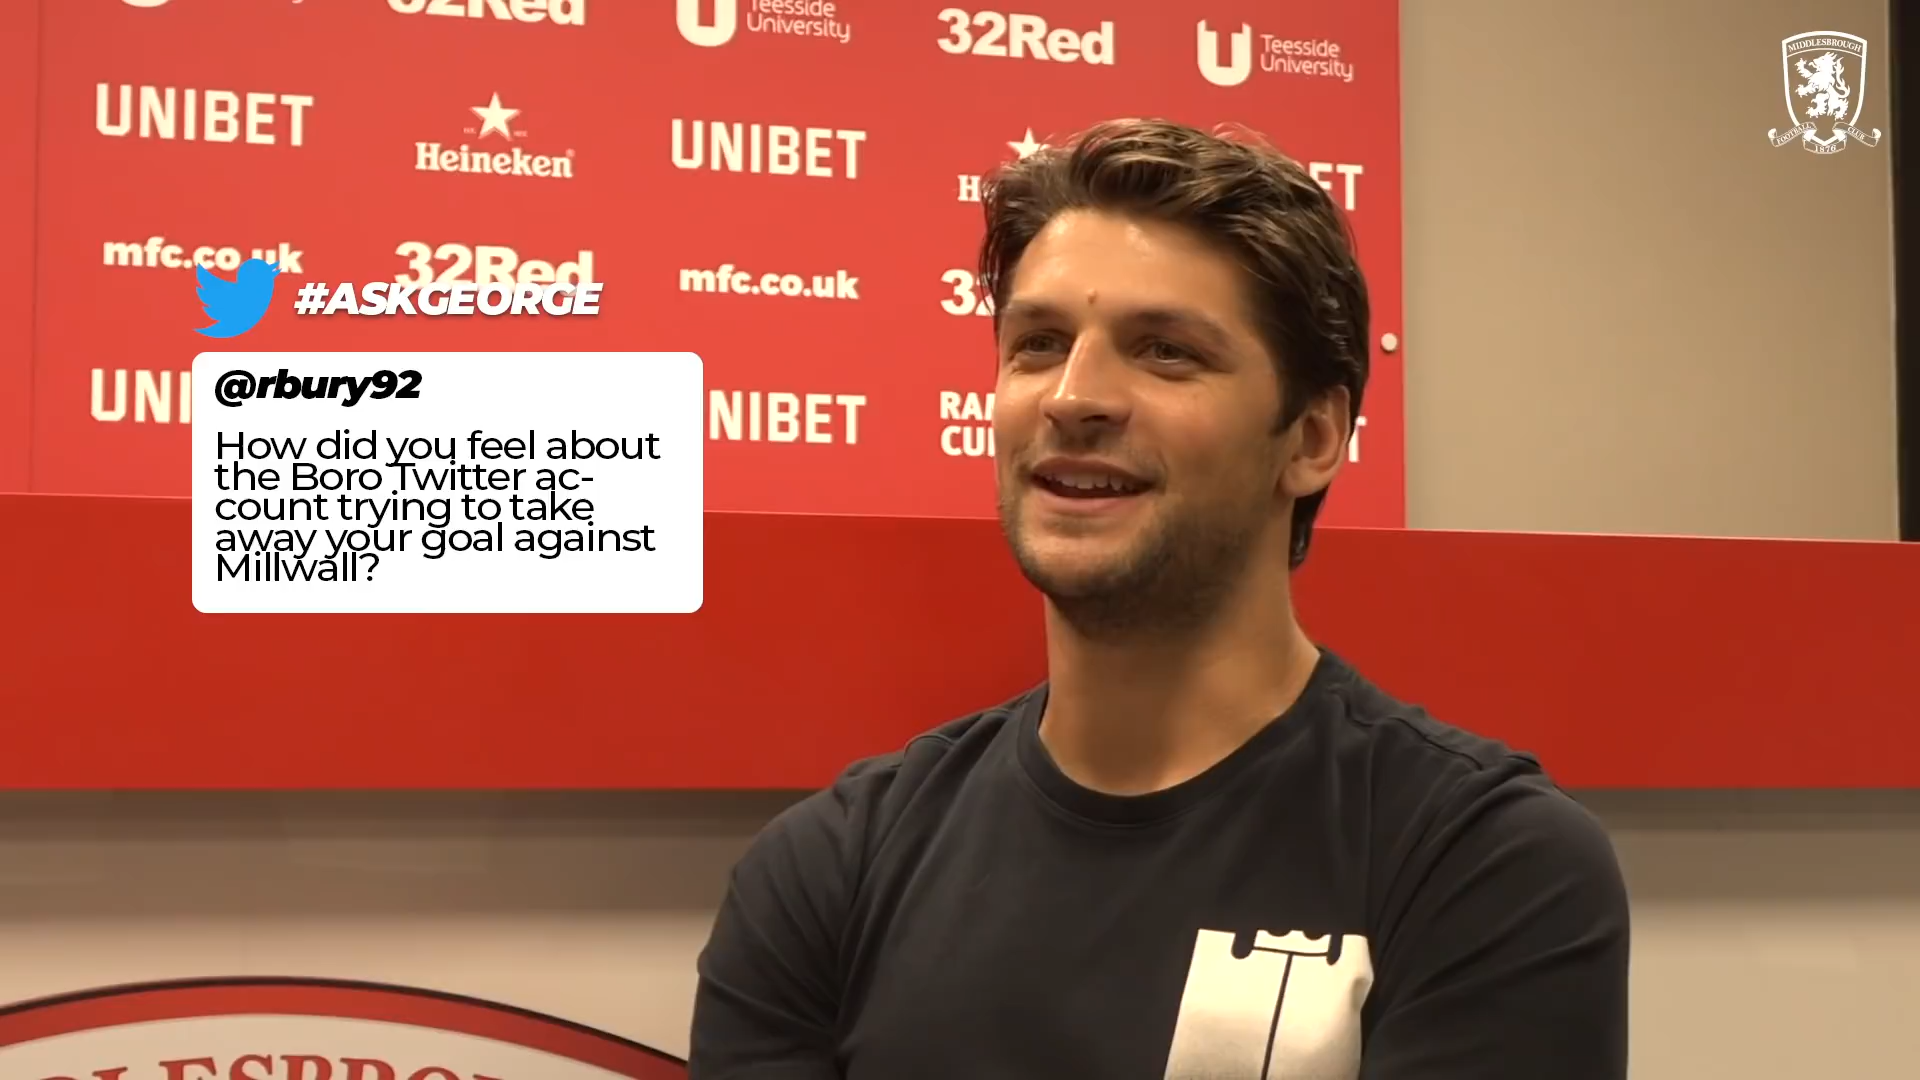 32Red
Teesside
University
32Red
Teesside
University
UNIBET
Heineken
UNIBET
mfc.co.uk
32Red
mfc.co.uk
#ASKGEORGE
@rbury92
How did you feel about
the Boro Twitter ac-
count trying to take
away your goal against
Millwall?
UNIBET
MIDDLESBROUGH
FOOTBALL CLUB
1876